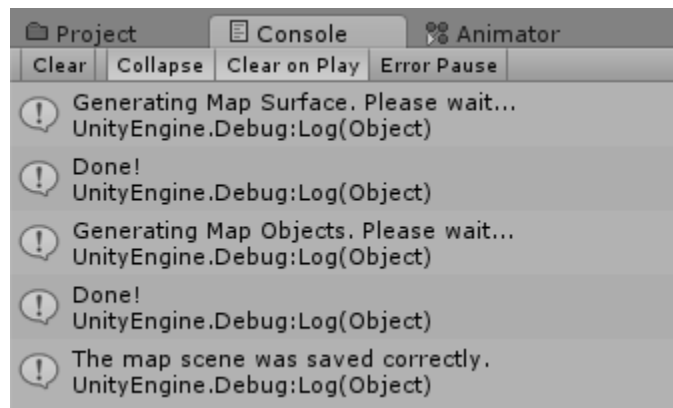 Project Console Animator
Clear Collapse Clear on Play Error Pause
Generating Map Surface. Please wait...
UnityEngine.Debug:Log(Object)
Done!
UnityEngine.Debug:Log(Object)
Generating Map Objects. Please wait...
UnityEngine.Debug:Log(Object)
Done!
UnityEngine.Debug:Log(Object)
The map scene was saved correctly.
UnityEngine.Debug:Log(Object)